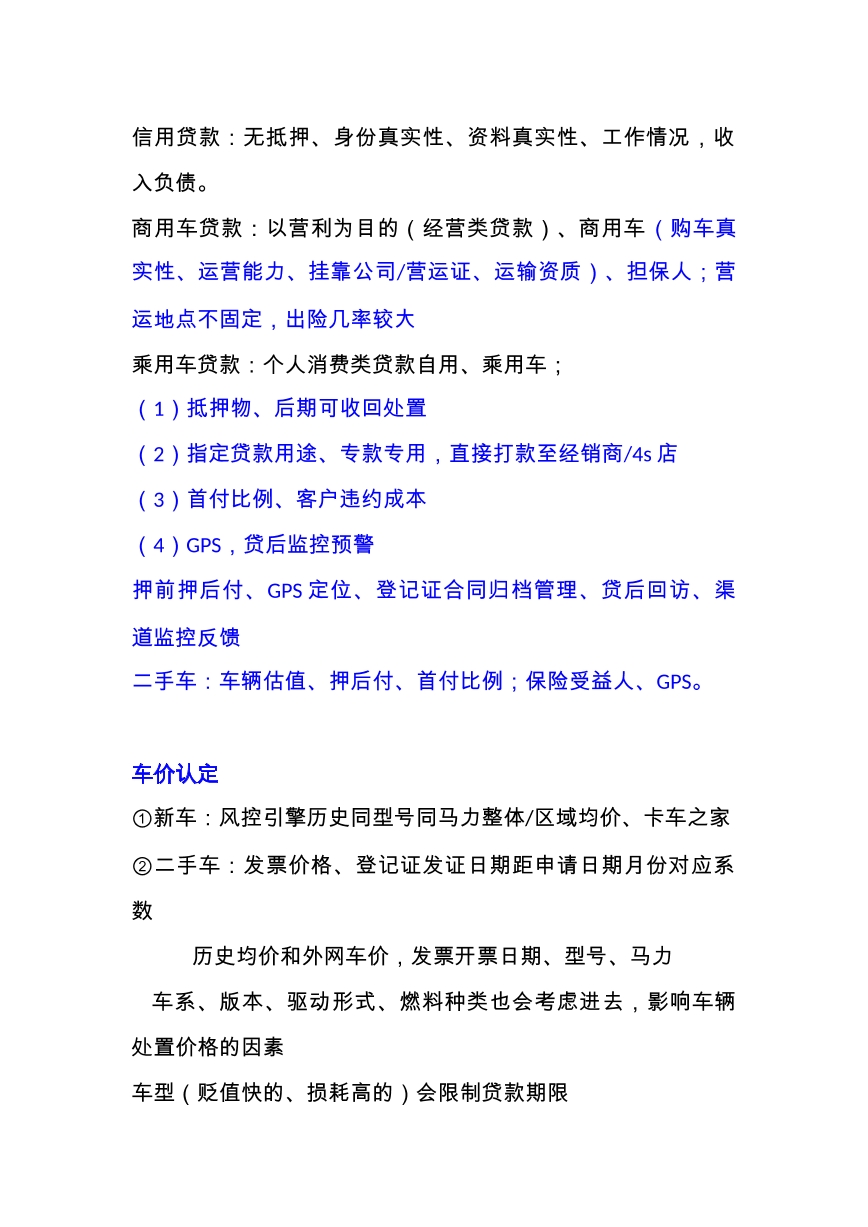 信用贷款：无抵押、身份真实性、资料真实性、工作情况，收
入负债。
商用车贷款：以营利为目的（经营类贷款）、商用车（购车真
实性、运营能力、挂靠公司/营运证、运输资质）、担保人；营
运地点不固定，出险几率较大
乘用车贷款：个人消费类贷款自用、乘用车；
（1）抵押物、后期可收回处置
（2）指定贷款用途、专款专用，直接打款至经销商/4s 店
（3）首付比例、客户违约成本
（4）GPS，贷后监控预警
押前押后付、GPS 定位、登记证合同归档管理、贷后回访、渠
道监控反馈
二手车：车辆估值、押后付、首付比例；保险受益人、GPS。
车价认定
①新车：风控引擎历史同型号同马力整体/区域均价、卡车之家
②二手车：发票价格、登记证发证日期距申请日期月份对应系
数
历史均价和外网车价，发票开票日期、型号、马力
车系、版本、驱动形式、燃料种类也会考虑进去，影响车辆
处置价格的因素
车型（贬值快的、损耗高的）会限制贷款期限